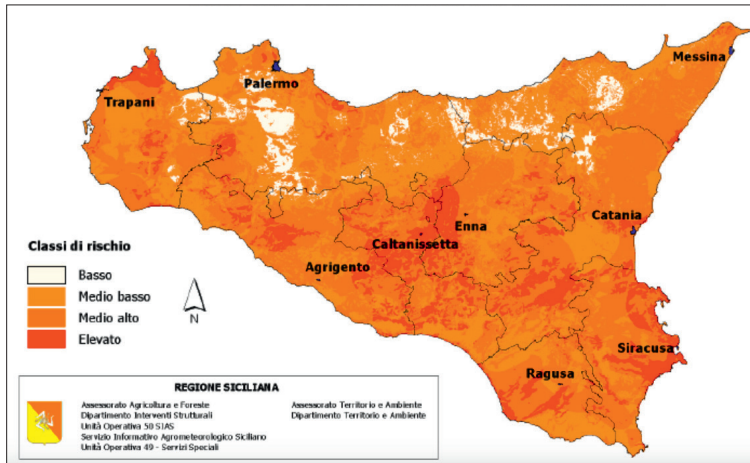 Messina
Palermo
Trapani
Enna
Catania
Caltanissetta
Agrigento
Siracusa
Ragusa
Classi di rischio
Basso
Medio basso
Medio alto
Elevato
N
REGIONE SICILIANA
Assessorato Agricoltura e Foreste
Dipartimento Interventi Strutturali
Unità Operativa 50 SIAS
Servizio Informativo Agrometeorologico Siciliano
Unità Operativa 49 - Servizi Speciali
Assessorato Territorio e Ambiente
Dipartimento Territorio e Ambiente